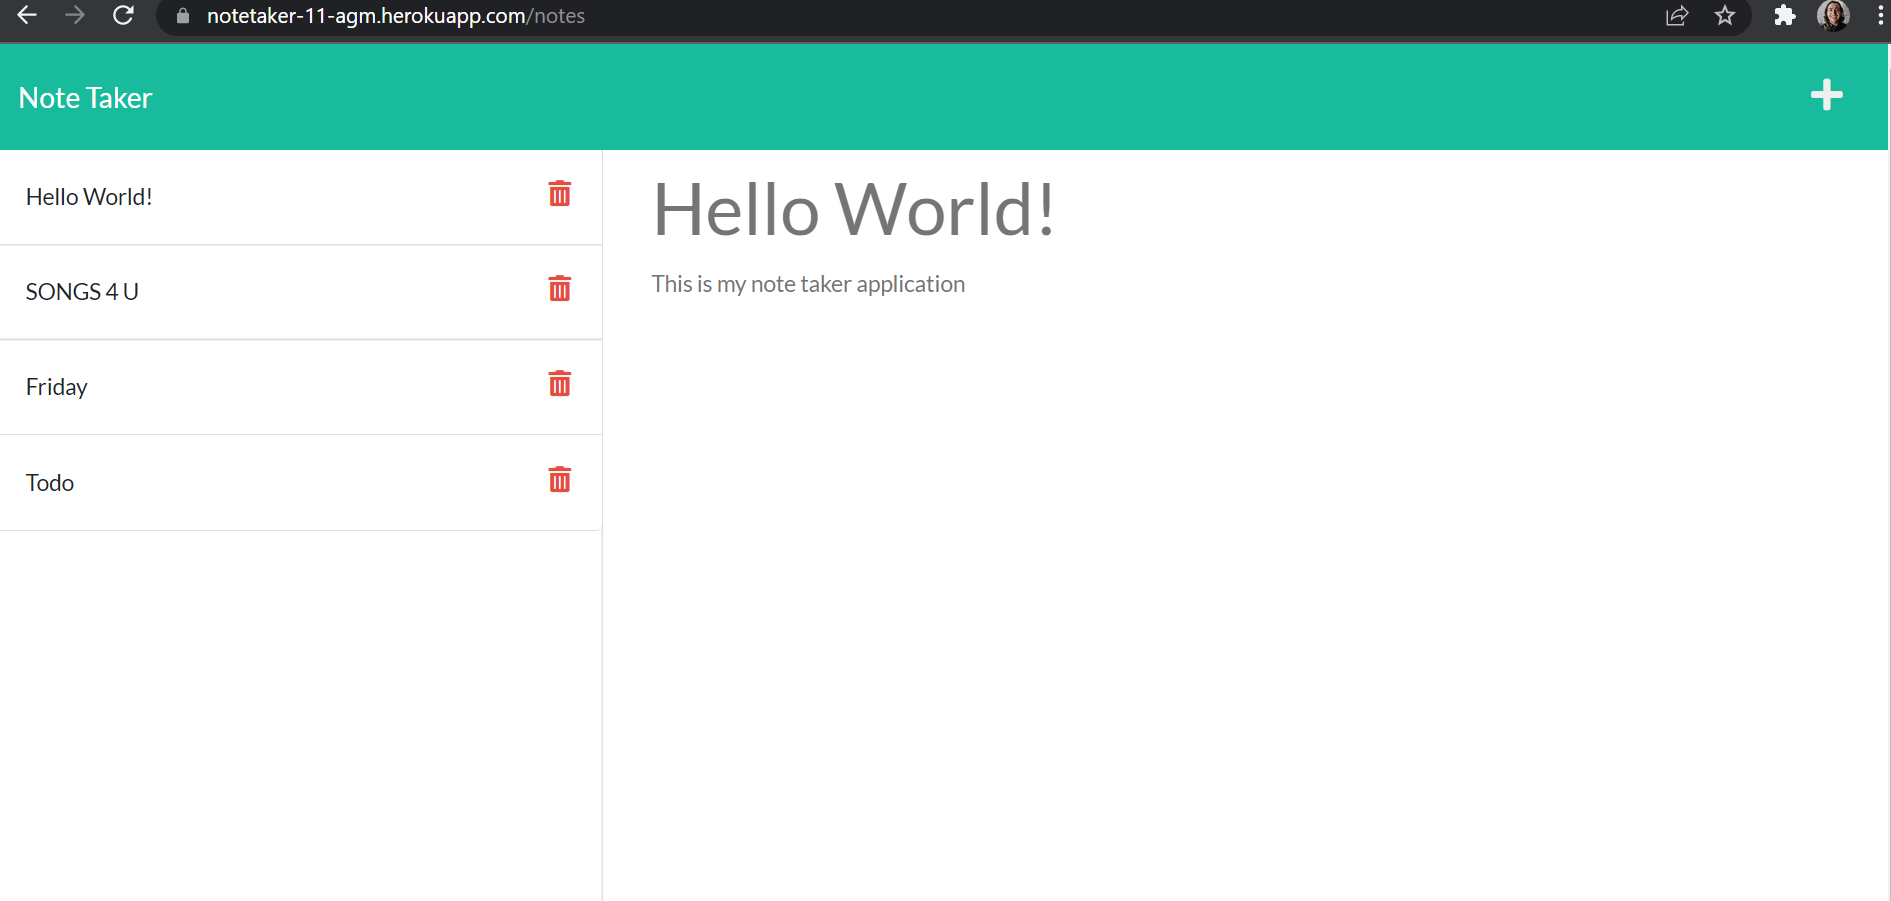 notetaker-11-agm.herokuapp.com/notes
Note Taker
Hello World!
SONGS 4 U
Friday
Todo
Hello World!
This is my note taker application